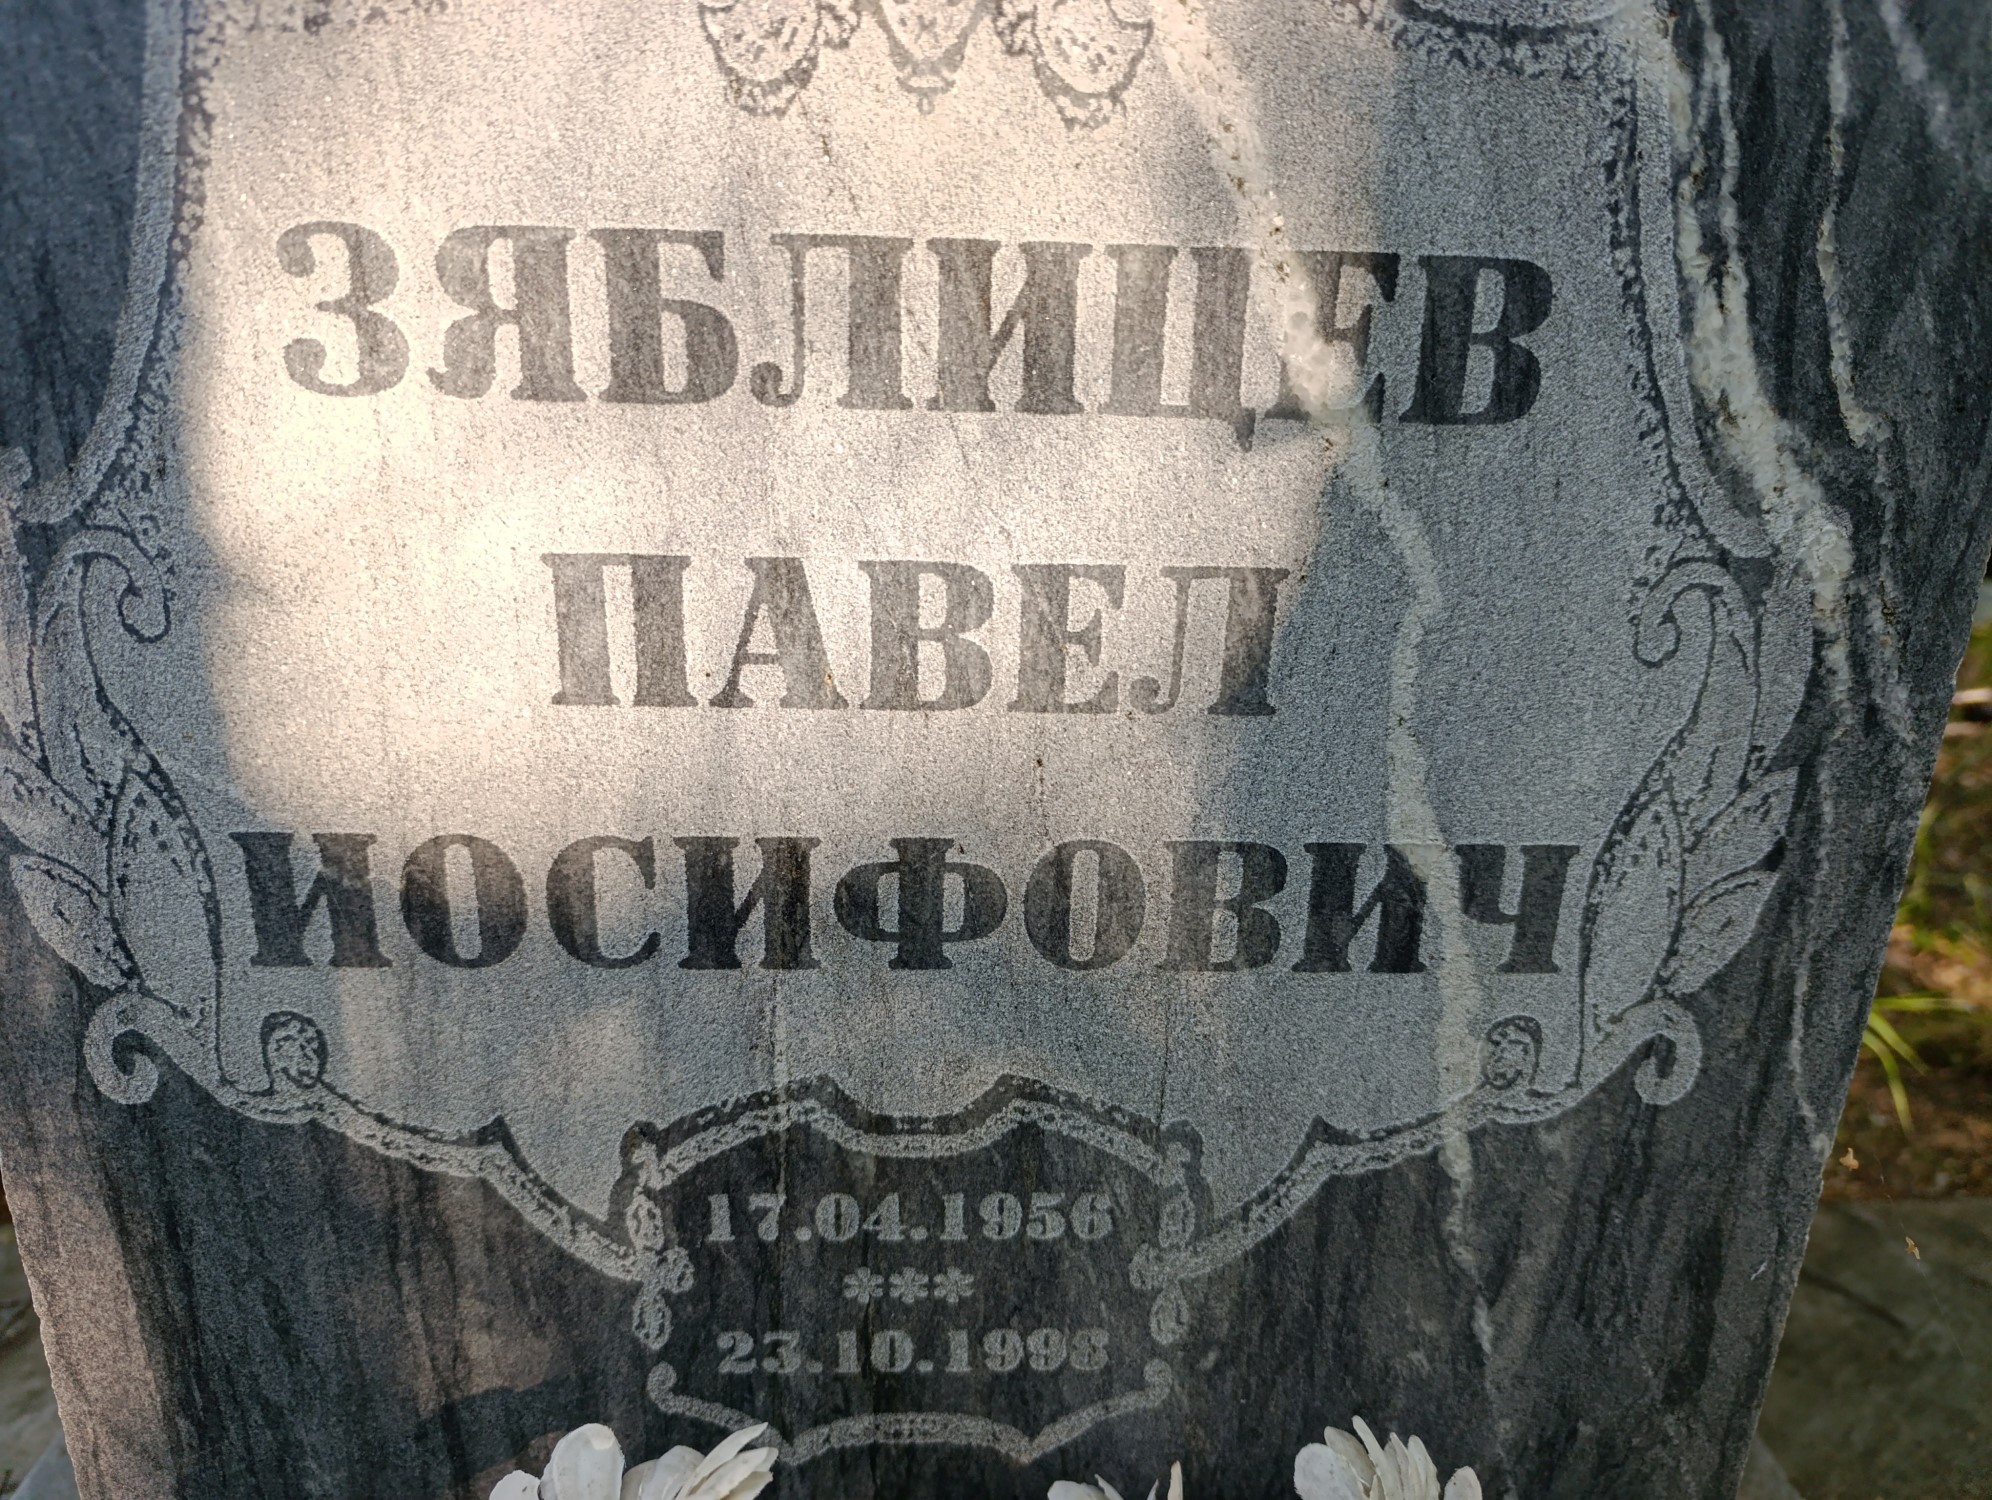 ЗЯБЛИЦЕВ
ПАВЕЛ
ИОСИФОВИЧ
17.04.1956
***
23.10.1998